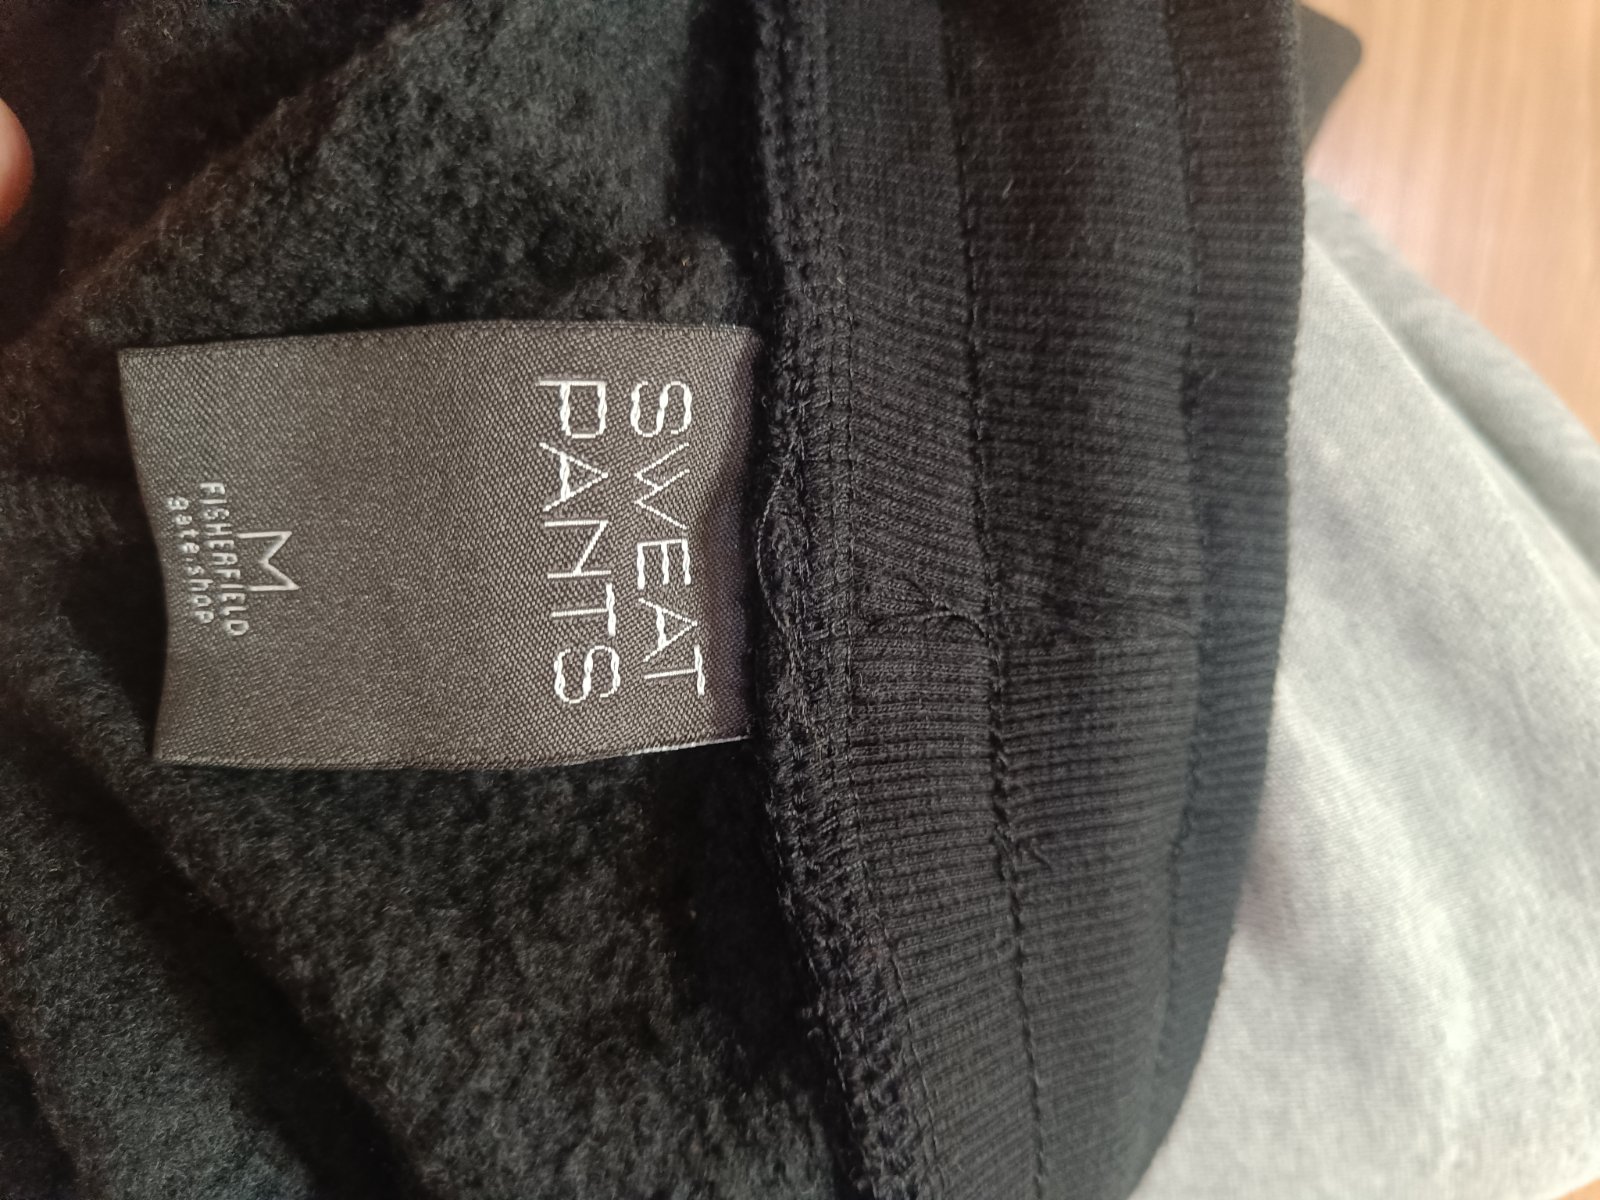 SWEAT
PANTS
M
FISHERFIELD
gate.shop